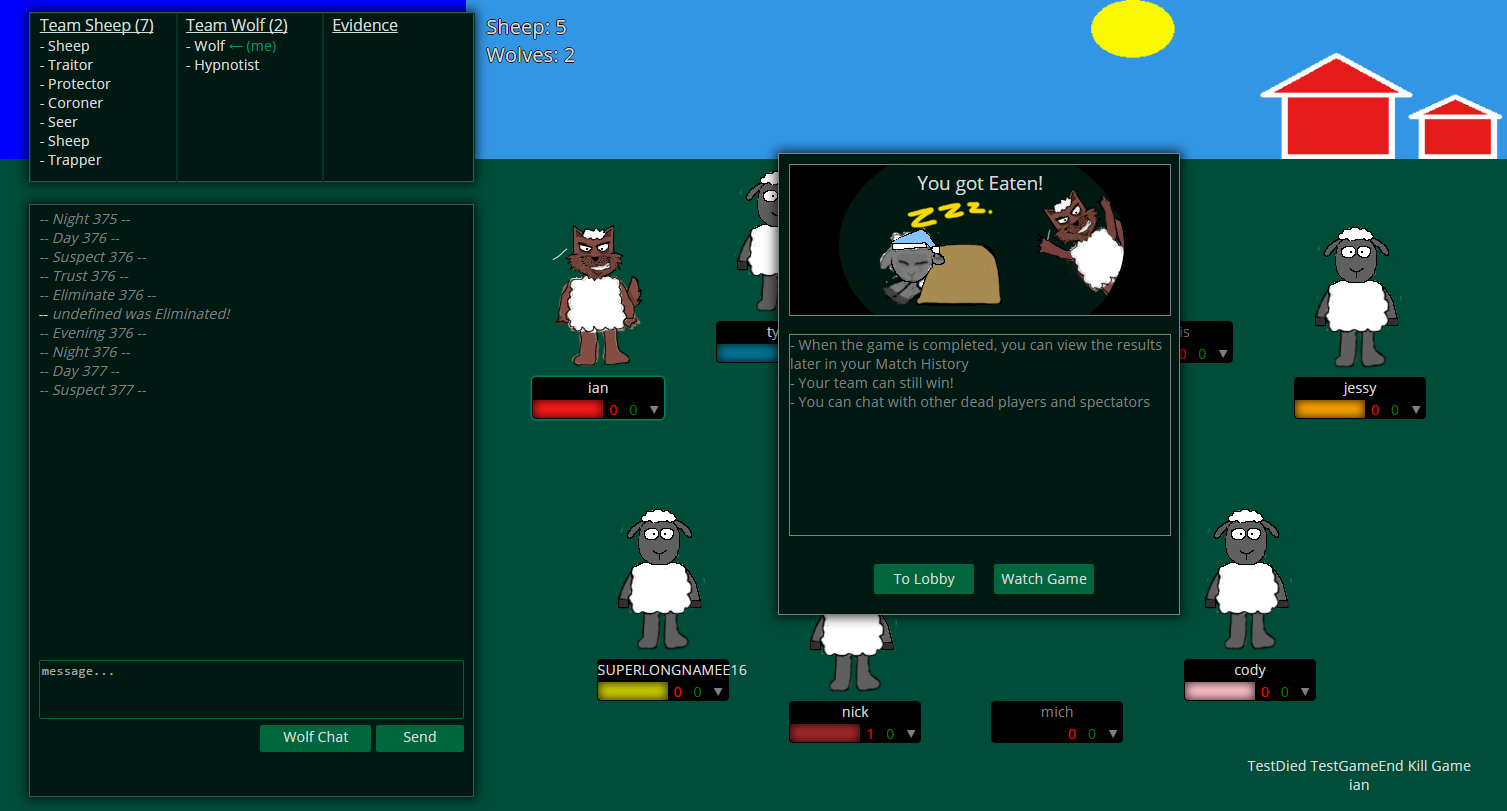 Team Sheep (7)
- Sheep
- Traitor
- Protector
- Coroner
- Seer
- Sheep
- Trapper
Team Wolf (2)
- Wolf ← (me)
- Hypnotist
Evidence
Sheep: 5
Wolves: 2
-- Night 375 --
-- Day 376 --
-- Suspect 376 --
-- Trust 376 --
-- Eliminate 376 --
-- undefined was Eliminated!
-- Evening 376 --
-- Night 376 --
-- Day 377 --
-- Suspect 377 --
message...
Wolf Chat
Send
You got Eaten!
ZZZ.
- When the game is completed, you can view the results
later in your Match History
- Your team can still win!
- You can chat with other dead players and spectators
To Lobby
Watch Game
ian
0 0 ▼
ty
is
0 0 ▼
jessy
0 0 ▼
SUPERLONGNAMEE16
0 0 ▼
nick
1 0 ▼
mich
0 0 ▼
cody
0 0 ▼
TestDied TestGameEnd Kill Game
ian